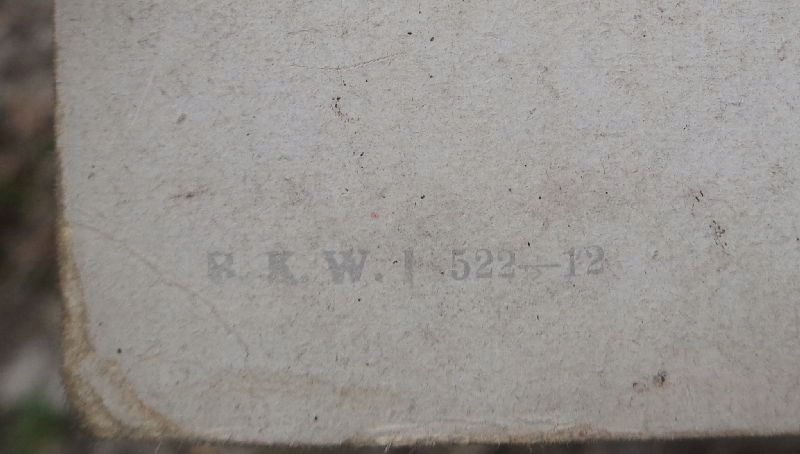 R. K. W. I 522—12